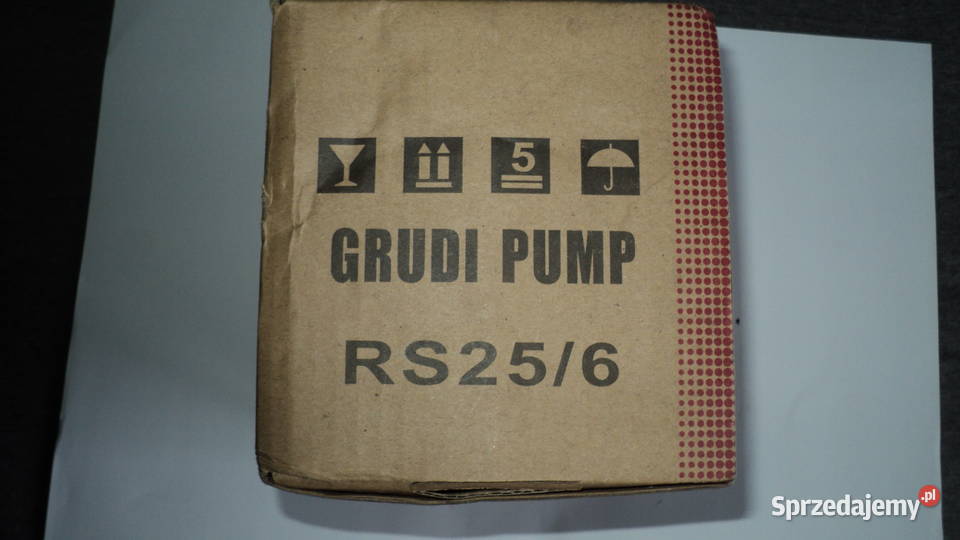 5
GRUDI PUMP
RS25/6
Sprzedajemy.pl